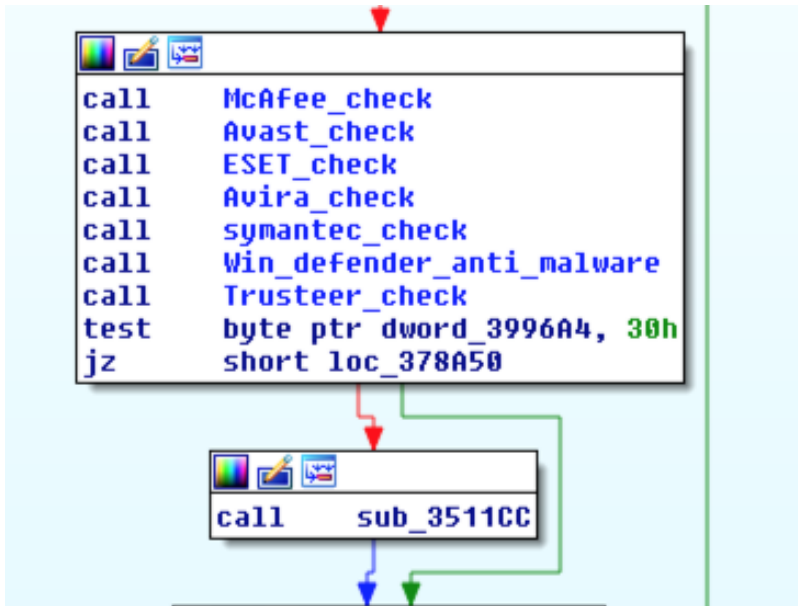 call McAfee_check
call Avast_check
call ESET_check
call Avira_check
call symantec_check
call Win_defender_anti_malware
call Trusteer_check
test byte ptr dword_3996A4, 30h
jz short loc_378A50
call sub_3511CC